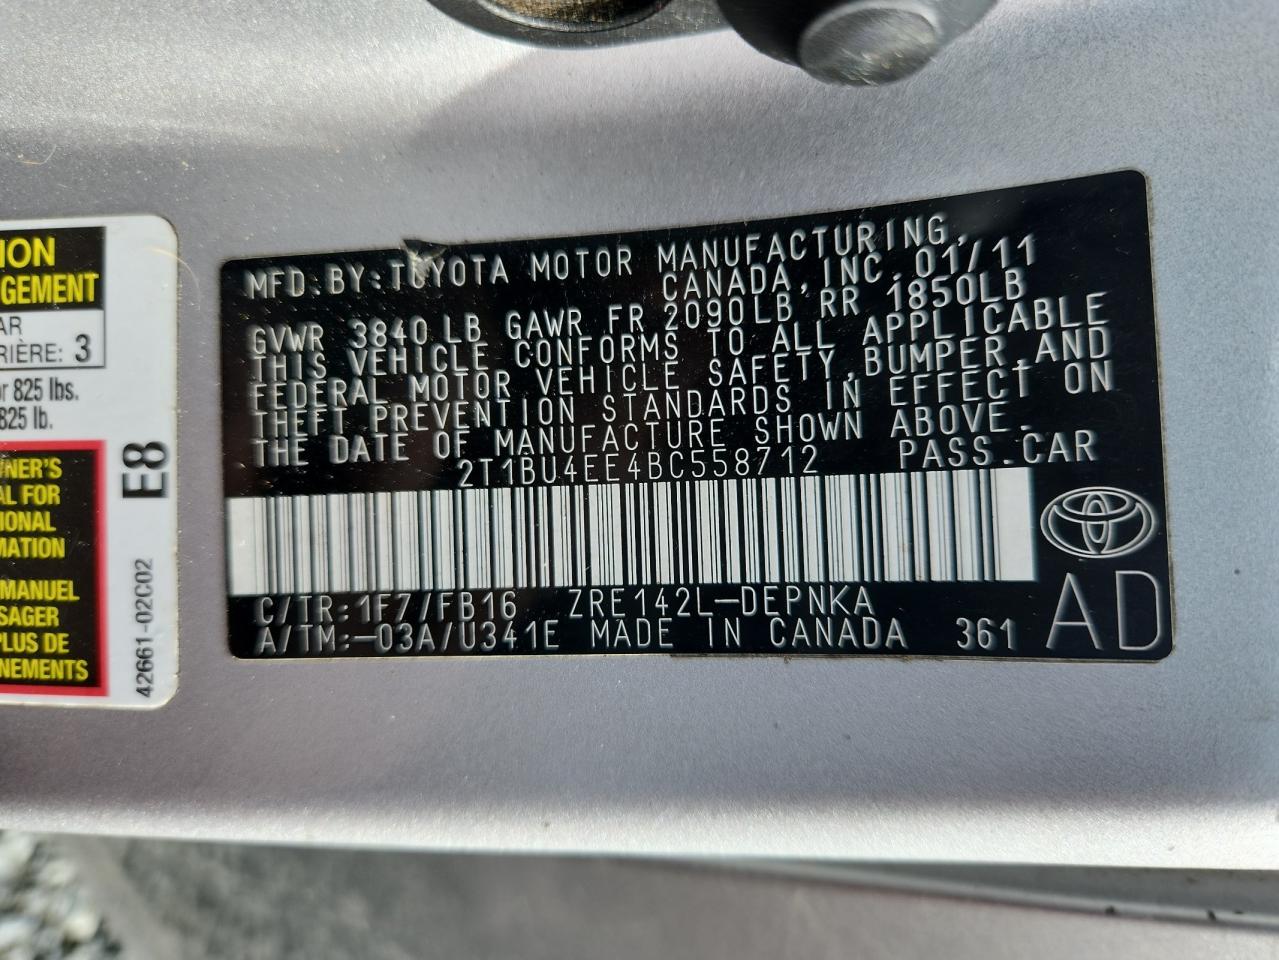 ION
GEMENT
AR
RIÈRE: 3
r 825 lbs.
825 lb.
WNER'S
AL FOR
IONAL
MATION
MANUEL
SAGER
PLUS DE
NEMENTS
E8
42661-02C02
MFD. BY: TOYOTA MOTOR MANUFACTURING,
CANADA, INC. 01/11
GVWR 3840 LB GAWR FR 2090LB RR 1850LB
THIS VEHICLE CONFORMS TO ALL APPLICABLE
FEDERAL MOTOR VEHICLE SAFETY, BUMPER, AND
THEFT PREVENTION STANDARDS IN EFFECT ON
THE DATE OF MANUFACTURE SHOWN ABOVE.
2T1BU4EE4BC558712 PASS. CAR
C/TR: 1F7/FB16 ZRE142L-DEPNKA
A/TM: -03A/U341E MADE IN CANADA 361
AD